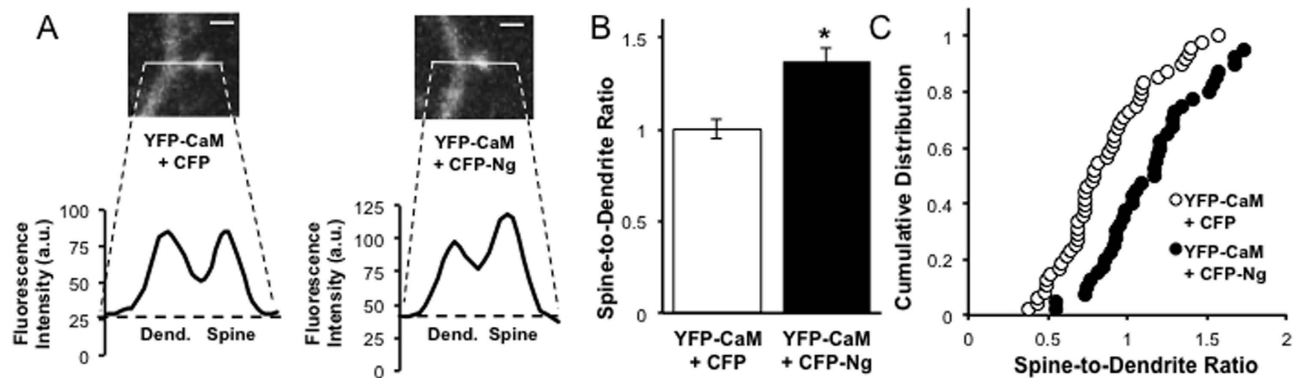 A
YFP-CaM
+ CFP
YFP-CaM
+ CFP-Ng
Fluorescence
Intensity (a.u.)
100
75
50
25
0
Dend. Spine
Fluorescence
Intensity (a.u.)
125
100
75
50
25
0
Dend. Spine
B
Spine-to-Dendrite Ratio
1.5
1
0.5
0
*
YFP-CaM
+ CFP
YFP-CaM
+ CFP-Ng
C
Cumulative Distribution
1
0.8
0.6
0.4
0.2
0
YFP-CaM
+ CFP
YFP-CaM
+ CFP-Ng
0.5 1 1.5 2
Spine-to-Dendrite Ratio